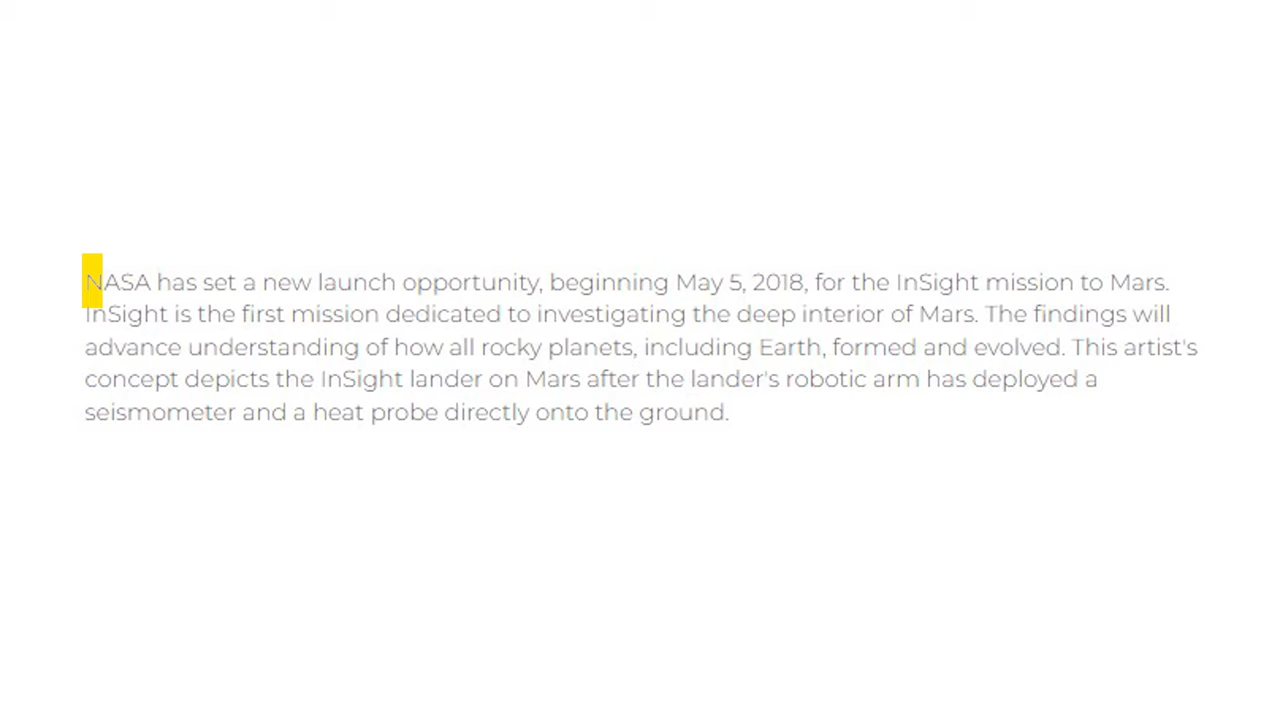 NASA has set a new launch opportunity, beginning May 5, 2018, for the InSight mission to Mars.
InSight is the first mission dedicated to investigating the deep interior of Mars. The findings will
advance understanding of how all rocky planets, including Earth, formed and evolved. This artist's
concept depicts the InSight lander on Mars after the lander's robotic arm has deployed a
seismometer and a heat probe directly onto the ground.